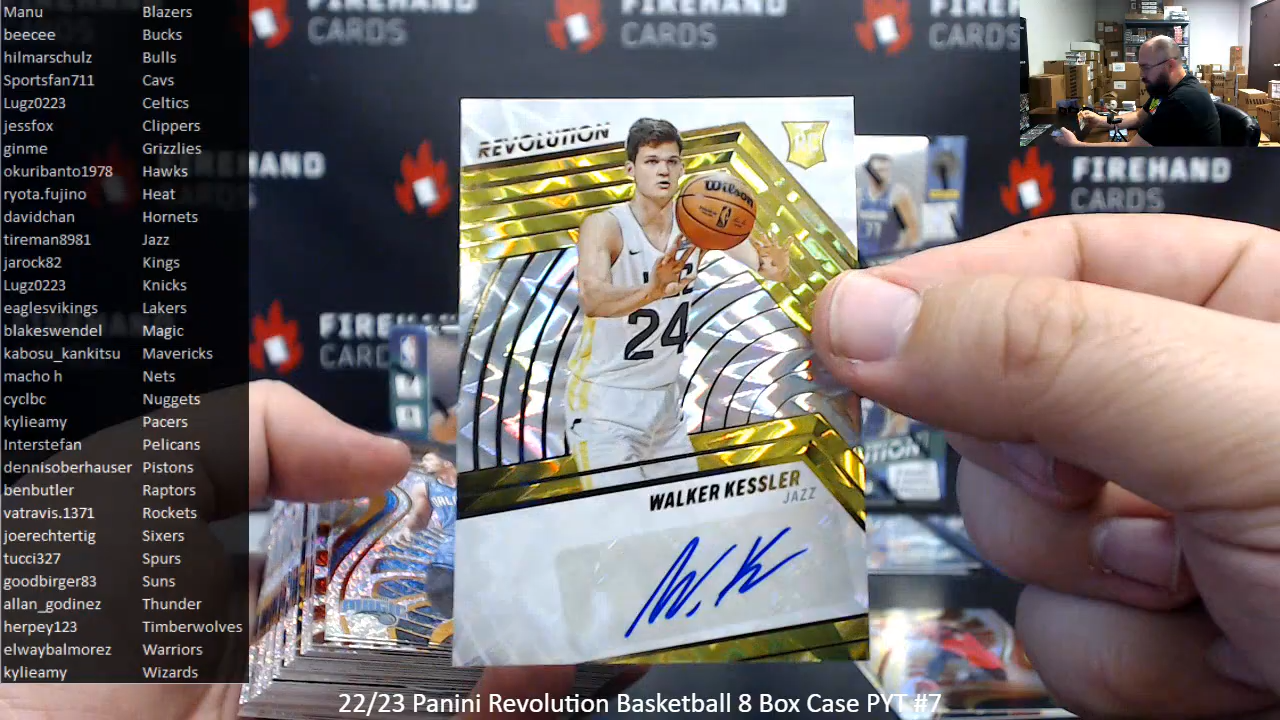 Manu Blazers
beecee Bucks
hilmarschulz Bulls
Sportsfan711 Cavs
Lugz0223 Celtics
jessfox Clippers
ginme Grizzlies
okuribanto1978 Hawks
ryota.fujino Heat
davidchan Hornets
tireman8981 Jazz
jarock82 Kings
Lugz0223 Knicks
eaglesvikings Lakers
blakeswendel Magic
kabosu_kankitsu Mavericks
macho h Nets
cyclbc Nuggets
kylieamy Pacers
Interstefan Pelicans
dennisoberhauser Pistons
benbutler Raptors
vatravis.1371 Rockets
joerechtertig Sixers
tucci327 Spurs
goodbirger83 Suns
allan_godinez Thunder
herpey123 Timberwolves
elwaybalmorez Warriors
kylieamy Wizards
FIREHAND
CARDS
FIREHAND
CARDS
FIREHAND
CARDS
REVOLUTION
RC
Wilson
24
WALKER KESSLER
JAZZ
W. K
22/23 Panini Revolution Basketball 8 Box Case PYT #7